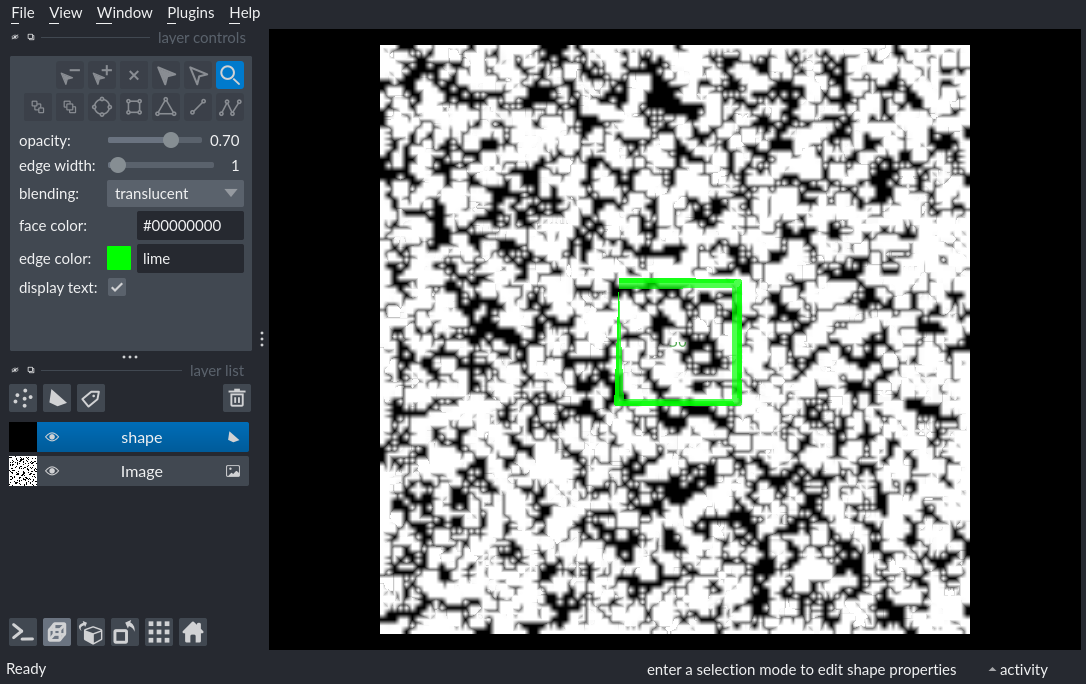 File View Window Plugins Help
layer controls
opacity: 0.70
edge width: 1
blending: translucent
face color: #00000000
edge color: lime
display text:
layer list
shape
Image
Ready
enter a selection mode to edit shape properties
activity